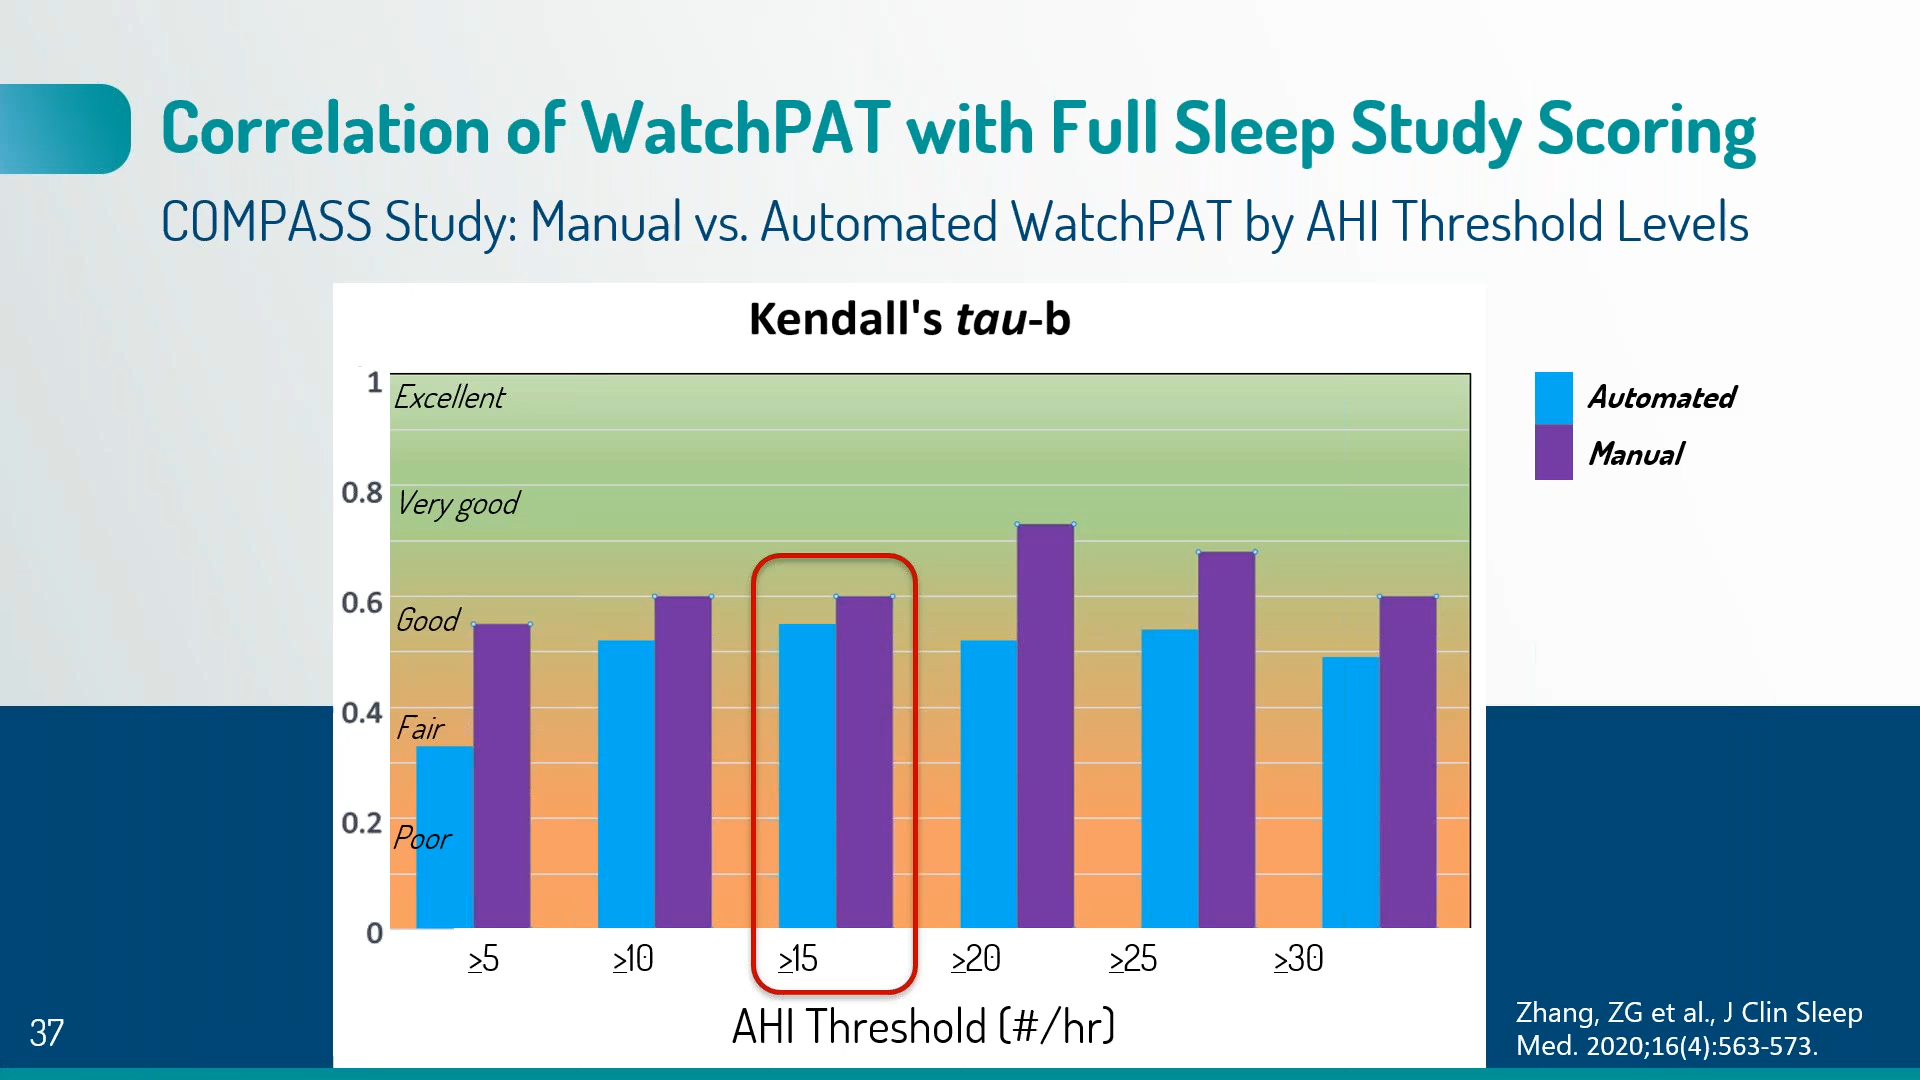 Correlation of WatchPAT with Full Sleep Study Scoring
COMPASS Study: Manual vs. Automated WatchPAT by AHI Threshold Levels
Kendall's tau-b
1
Excellent
0.8
Very good
0.6
Good
0.4
Fair
0.2
Poor
0
≥5 ≥10 ≥15 ≥20 ≥25 ≥30
AHI Threshold (#/hr)
Automated
Manual
37
Zhang, ZG et al., J Clin Sleep
Med. 2020;16(4):563-573.